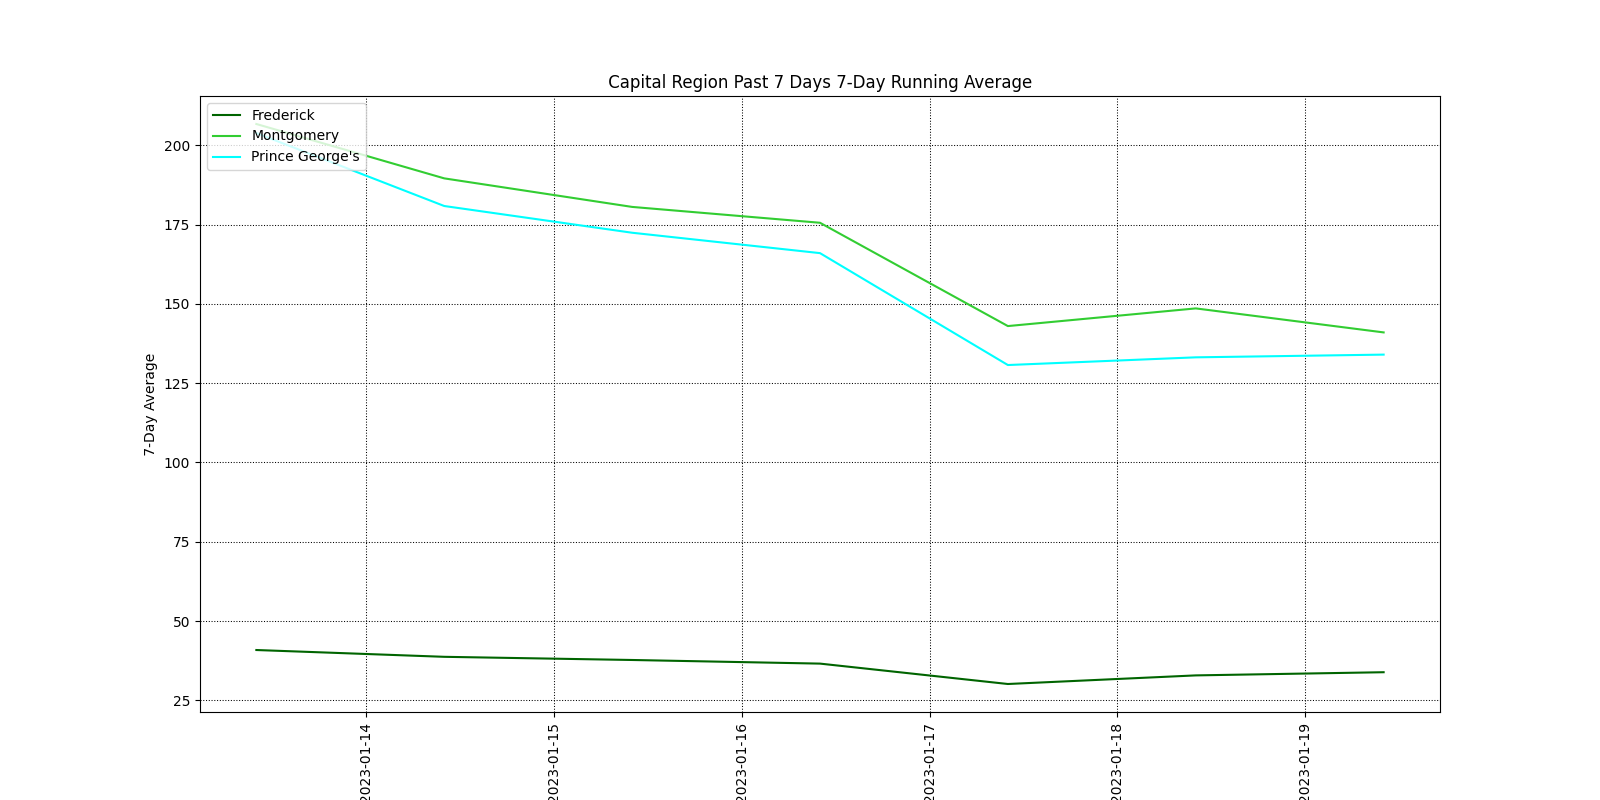 Capital Region Past 7 Days 7-Day Running Average
Frederick
Montgomery
Prince George's
200
175
150
125
100
75
50
25
7-Day Average
2023-01-14
2023-01-15
2023-01-16
2023-01-17
2023-01-18
2023-01-19